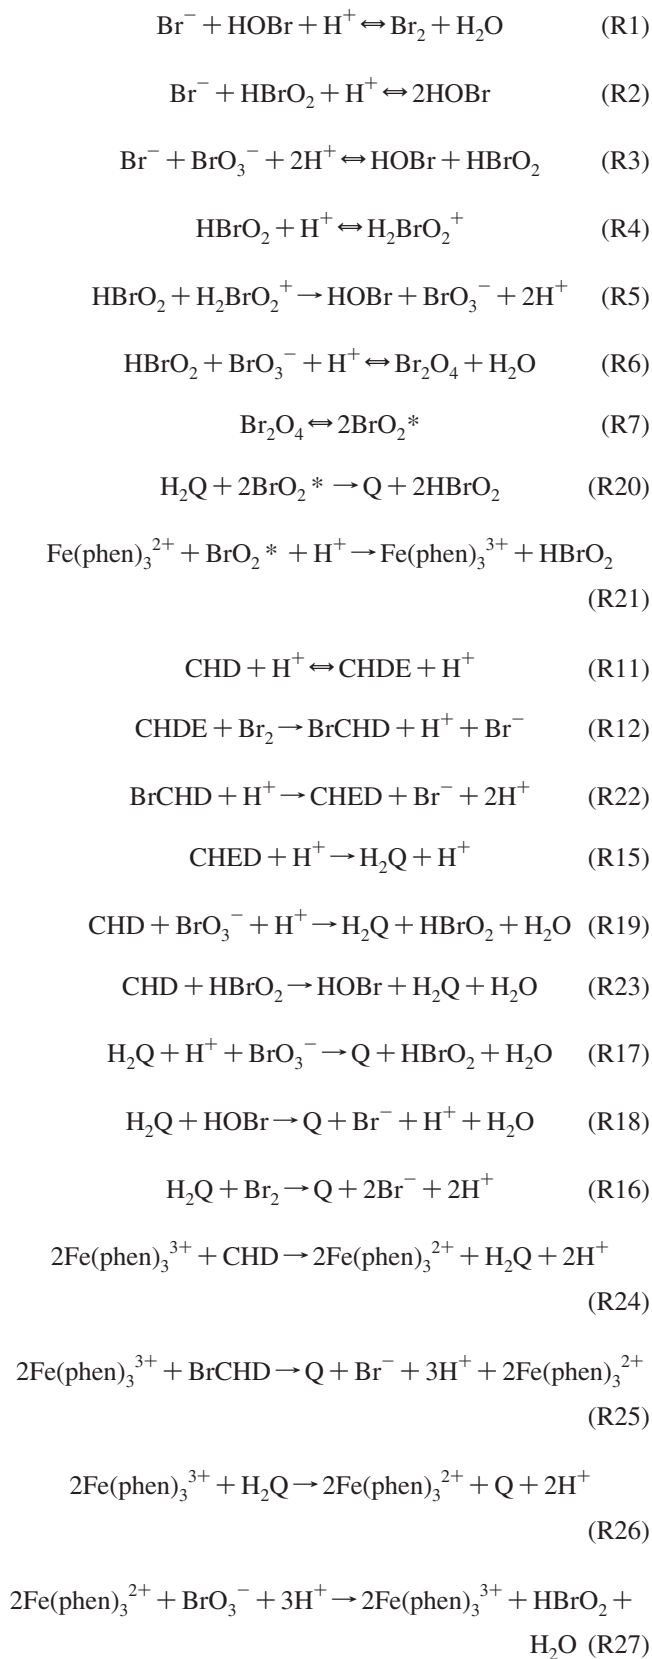 Br⁻ + HOBr + H⁺ ⇔ Br₂ + H₂O (R1)
Br⁻ + HBrO₂ + H⁺ ⇔ 2HOBr (R2)
Br⁻ + BrO₃⁻ + 2H⁺ ⇔ HOBr + HBrO₂ (R3)
HBrO₂ + H⁺ ⇔ H₂BrO₂⁺ (R4)
HBrO₂ + H₂BrO₂⁺ → HOBr + BrO₃⁻ + 2H⁺ (R5)
HBrO₂ + BrO₃⁻ + H⁺ ⇔ Br₂O₄ + H₂O (R6)
Br₂O₄ ⇔ 2BrO₂* (R7)
H₂Q + 2BrO₂* → Q + 2HBrO₂ (R20)
Fe(phen)₃²⁺ + BrO₂* + H⁺ → Fe(phen)₃³⁺ + HBrO₂
(R21)
CHD + H⁺ ⇔ CHDE + H⁺ (R11)
CHDE + Br₂ → BrCHD + H⁺ + Br⁻ (R12)
BrCHD + H⁺ → CHED + Br⁻ + 2H⁺ (R22)
CHED + H⁺ → H₂Q + H⁺ (R15)
CHD + BrO₃⁻ + H⁺ → H₂Q + HBrO₂ + H₂O (R19)
CHD + HBrO₂ → HOBr + H₂Q + H₂O (R23)
H₂Q + H⁺ + BrO₃⁻ → Q + HBrO₂ + H₂O (R17)
H₂Q + HOBr → Q + Br⁻ + H⁺ + H₂O (R18)
H₂Q + Br₂ → Q + 2Br⁻ + 2H⁺ (R16)
2Fe(phen)₃³⁺ + CHD → 2Fe(phen)₃²⁺ + H₂Q + 2H⁺
(R24)
2Fe(phen)₃³⁺ + BrCHD → Q + Br⁻ + 3H⁺ + 2Fe(phen)₃²⁺
(R25)
2Fe(phen)₃³⁺ + H₂Q → 2Fe(phen)₃²⁺ + Q + 2H⁺
(R26)
2Fe(phen)₃²⁺ + BrO₃⁻ + 3H⁺ → 2Fe(phen)₃³⁺ + HBrO₂ +
H₂O (R27)